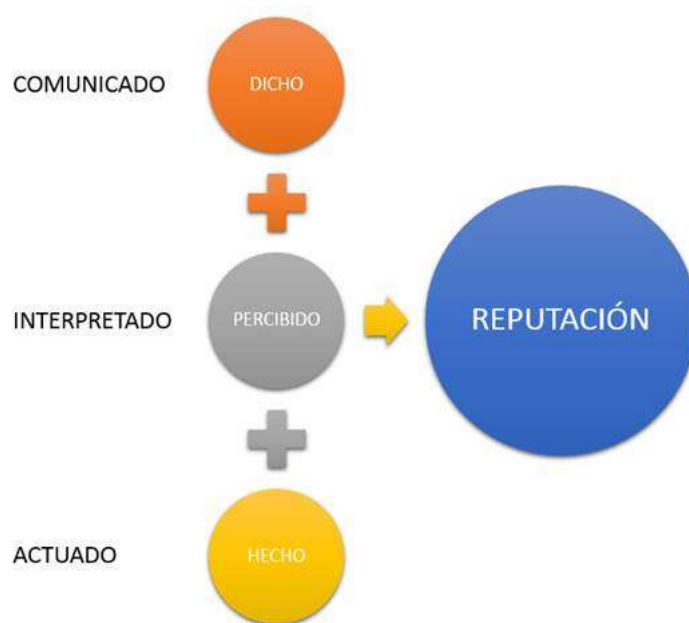 COMUNICADO
DICHO
INTERPRETADO
PERCIBIDO
REPUTACIÓN
ACTUADO
HECHO